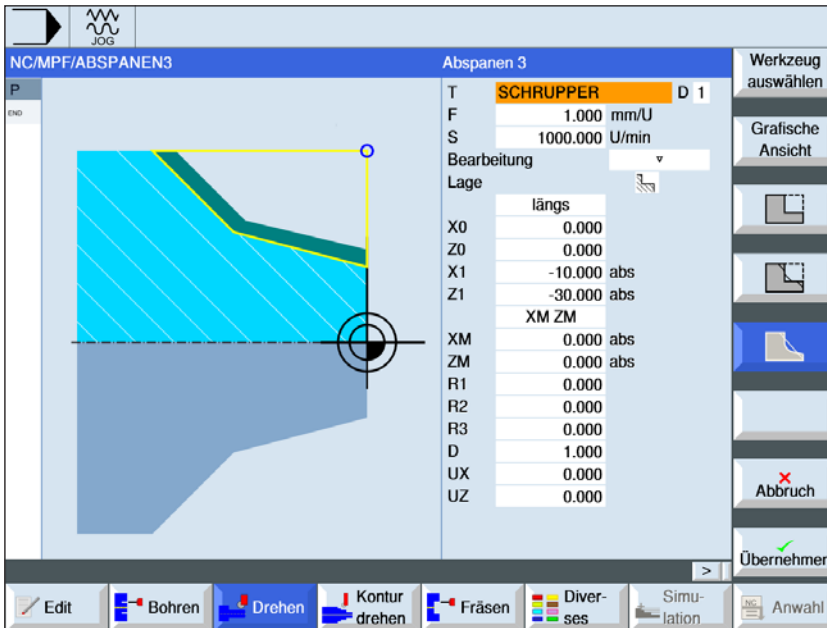 JOG
NC/MPF/ABSPANEN3
Abspanen 3
P
END
T SCHRUPPER D 1
F 1.000 mm/U
S 1000.000 U/min
Bearbeitung ▿
Lage
längs
X0 0.000
Z0 0.000
X1 -10.000 abs
Z1 -30.000 abs
XM ZM
XM 0.000 abs
ZM 0.000 abs
R1 0.000
R2 0.000
R3 0.000
D 1.000
UX 0.000
UZ 0.000
Werkzeug
auswählen
Grafische
Ansicht
Abbruch
Übernehmen
>
Edit
Bohren
Drehen
Kontur
drehen
Fräsen
Diver-
ses
Simu-
lation
NC
Anwahl